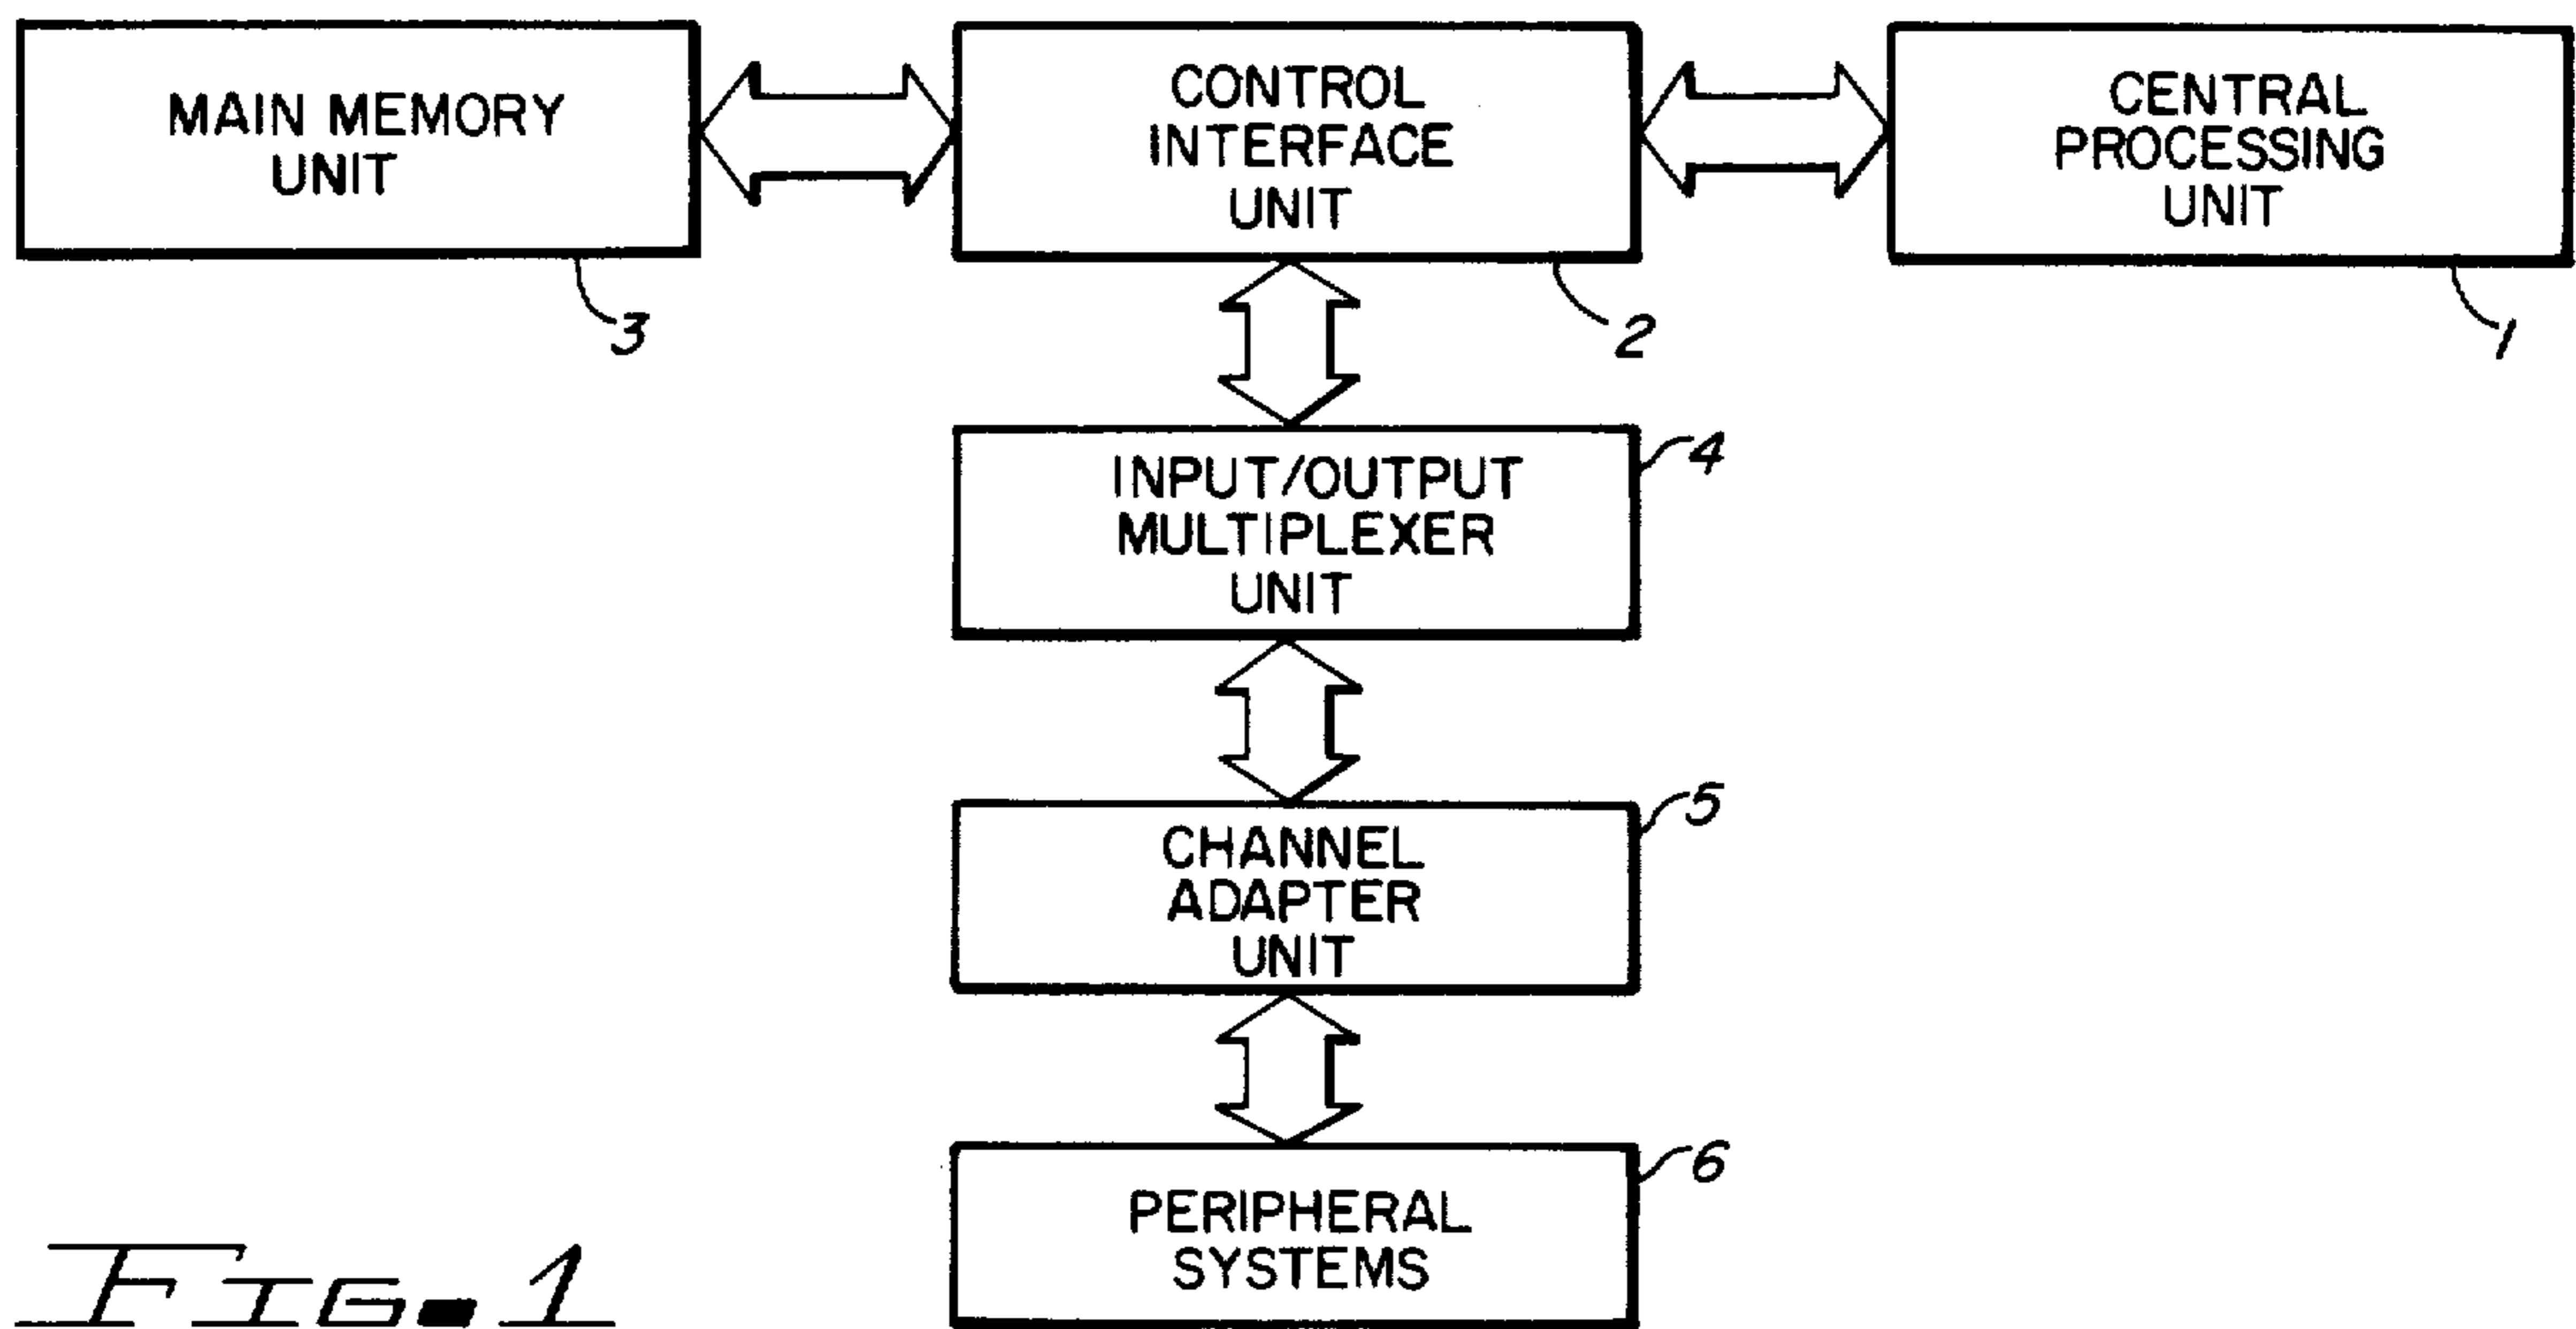 MAIN MEMORY
UNIT
3
CONTROL
INTERFACE
UNIT
2
CENTRAL
PROCESSING
UNIT
1
INPUT/OUTPUT
MULTIPLEXER
UNIT
4
CHANNEL
ADAPTER
UNIT
5
PERIPHERAL
SYSTEMS
6
FIG. 1